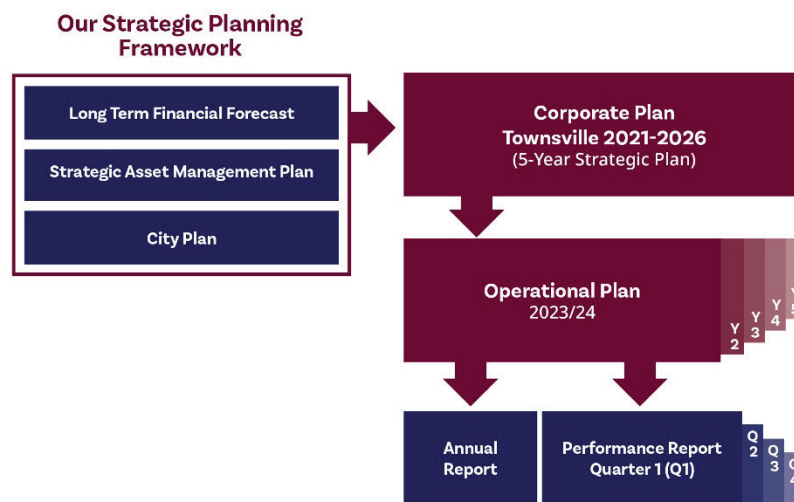 Our Strategic Planning
Framework
Long Term Financial Forecast
Strategic Asset Management Plan
City Plan
Corporate Plan
Townsville 2021-2026
(5-Year Strategic Plan)
Operational Plan
2023/24
Y
2
Y
3
Y
4
Y
5
Annual
Report
Performance Report
Quarter 1 (Q1)
Q
2
Q
3
Q
4